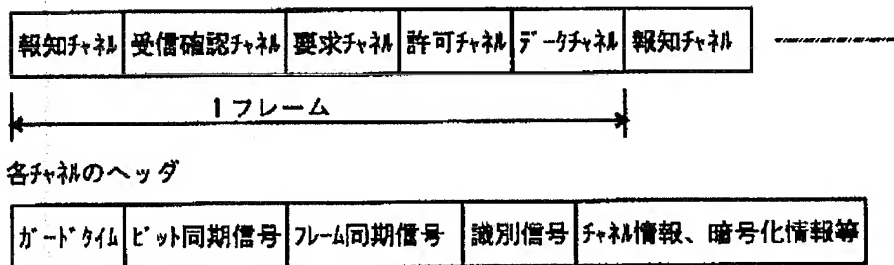 報知ﾁｬﾈﾙ 受信確認ﾁｬﾈﾙ 要求ﾁｬﾈﾙ 許可ﾁｬﾈﾙ ﾃﾞｰﾀﾁｬﾈﾙ 報知ﾁｬﾈﾙ
1フレーム
各ﾁｬﾈﾙのヘッダ
ｶﾞｰﾄﾞﾀｲﾑ ﾋﾞｯﾄ同期信号 ﾌﾚｰﾑ同期信号 識別信号 ﾁｬﾈﾙ情報、暗号化情報等